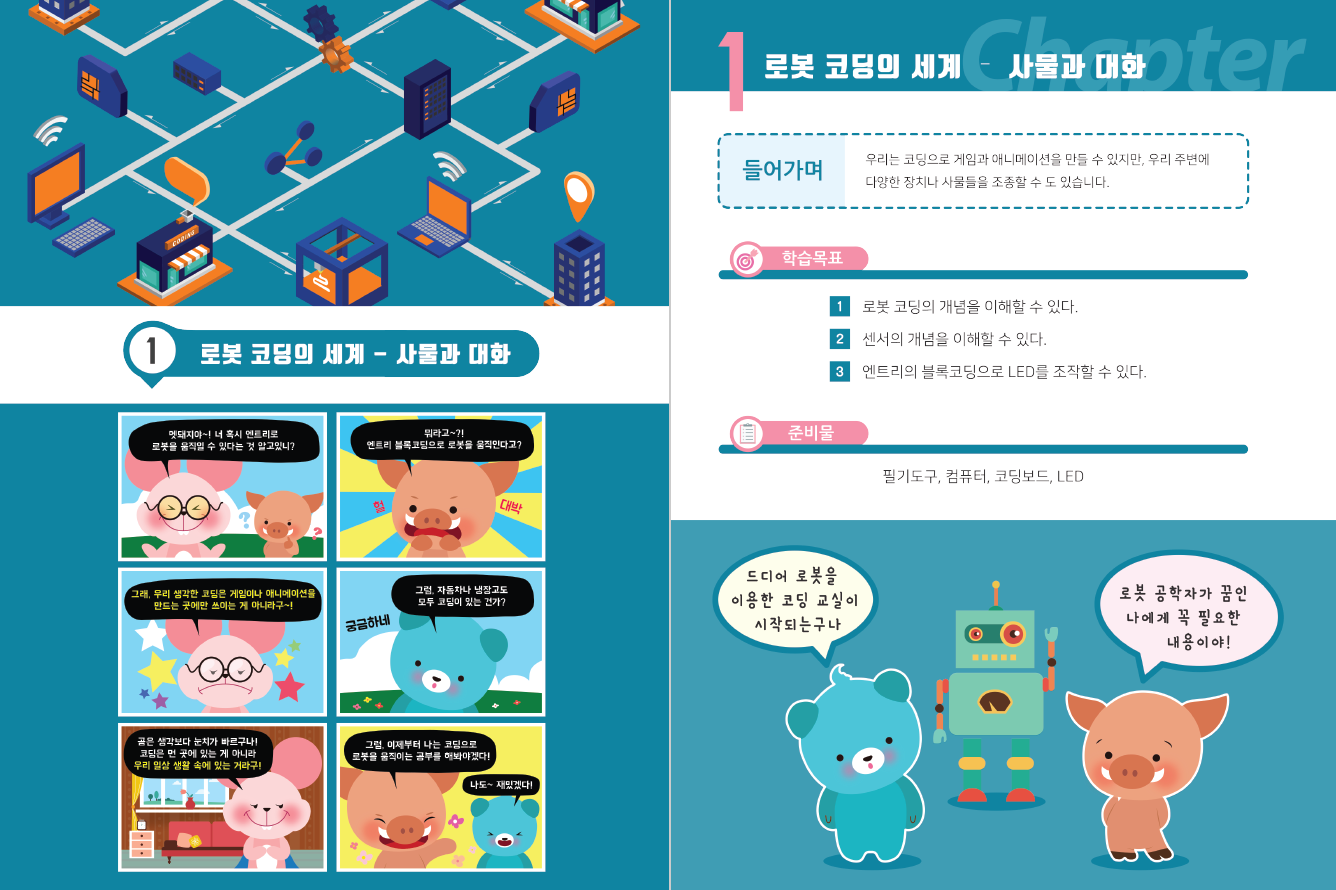 CODING
1
로봇 코딩의 세계 - 사물과 대화
멧돼지야~! 너 혹시 엔트리로
로봇을 움직일 수 있다는 것 알고있니?
뭐라고~?!
엔트리 블록코딩으로 로봇을 움직인다고?
헐
대박
그래, 우리 생각한 코딩은 게임이나 애니메이션을
만드는 곳에만 쓰이는 게 아니라구~!
그럼, 자동차나 냉장고도
모두 코딩이 있는 건가?
궁금하네
곰은 생각보다 눈치가 빠르구나!
코딩은 먼 곳에 있는 게 아니라
우리 일상 생활 속에 있는 거라구!
그럼, 이제부터 나는 코딩으로
로봇을 움직이는 공부를 해봐야겠다!
나도~ 재밌겠다!
Chapter
1 로봇 코딩의 세계 - 사물과 대화
들어가며
우리는 코딩으로 게임과 애니메이션을 만들 수 있지만, 우리 주변에
다양한 장치나 사물들을 조종할 수 도 있습니다.
학습목표
1 로봇 코딩의 개념을 이해할 수 있다.
2 센서의 개념을 이해할 수 있다.
3 엔트리의 블록코딩으로 LED를 조작할 수 있다.
준비물
필기도구, 컴퓨터, 코딩보드, LED
드디어 로봇을
이용한 코딩 교실이
시작되는구나
로봇 공학자가 꿈인
나에게 꼭 필요한
내용이야!